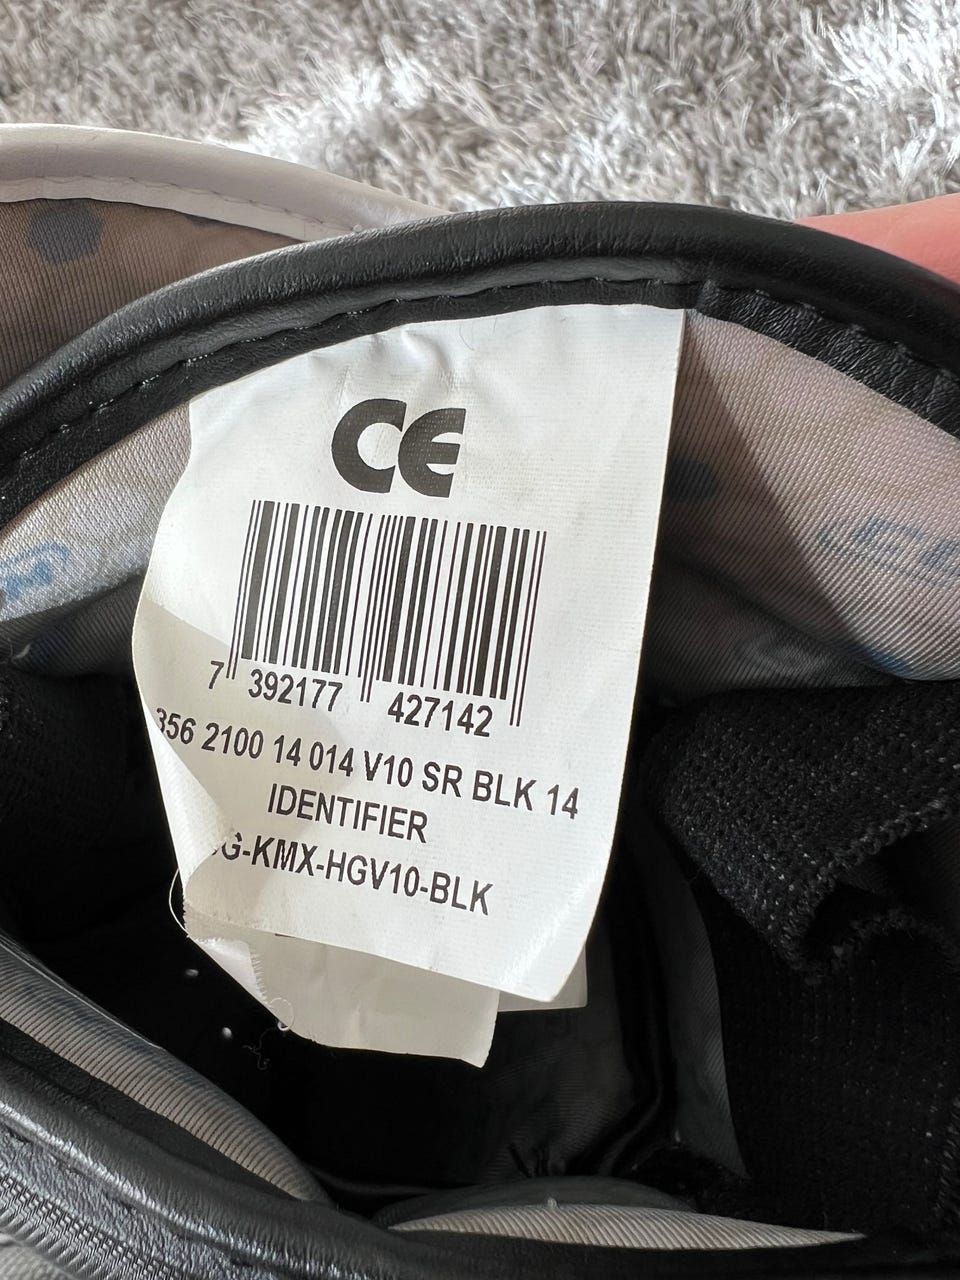 CE
7 392177 427142
356 2100 14 014 V10 SR BLK 14
IDENTIFIER
G-KMX-HGV10-BLK